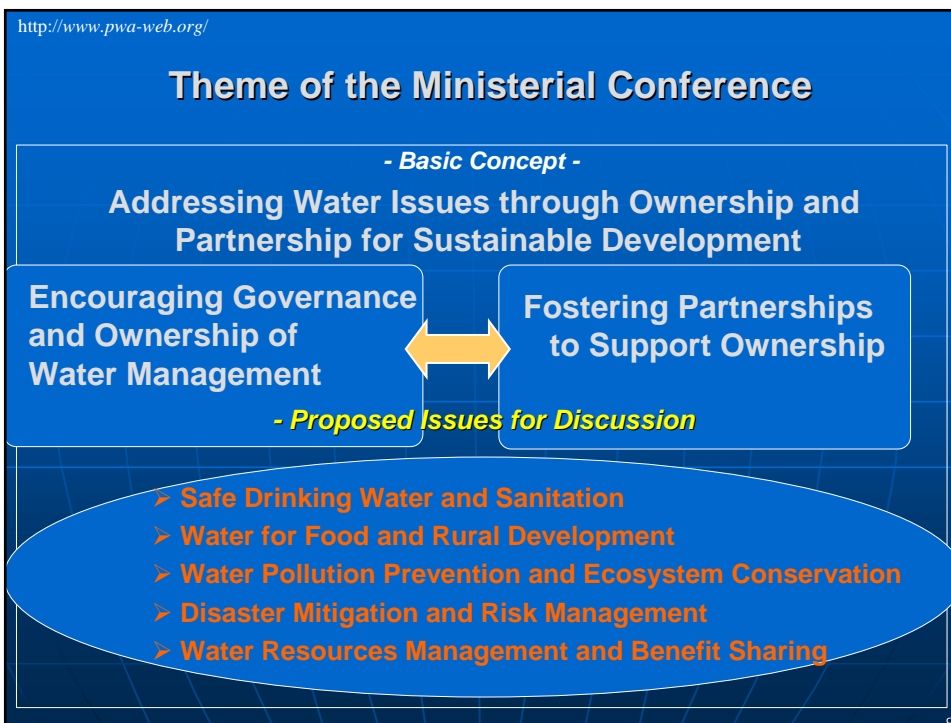 http://www.pwa-web.org/
Theme of the Ministerial Conference
- Basic Concept -
Addressing Water Issues through Ownership and
Partnership for Sustainable Development
Encouraging Governance
and Ownership of
Water Management
Fostering Partnerships
to Support Ownership
- Proposed Issues for Discussion
➢ Safe Drinking Water and Sanitation
➢ Water for Food and Rural Development
➢ Water Pollution Prevention and Ecosystem Conservation
➢ Disaster Mitigation and Risk Management
➢ Water Resources Management and Benefit Sharing